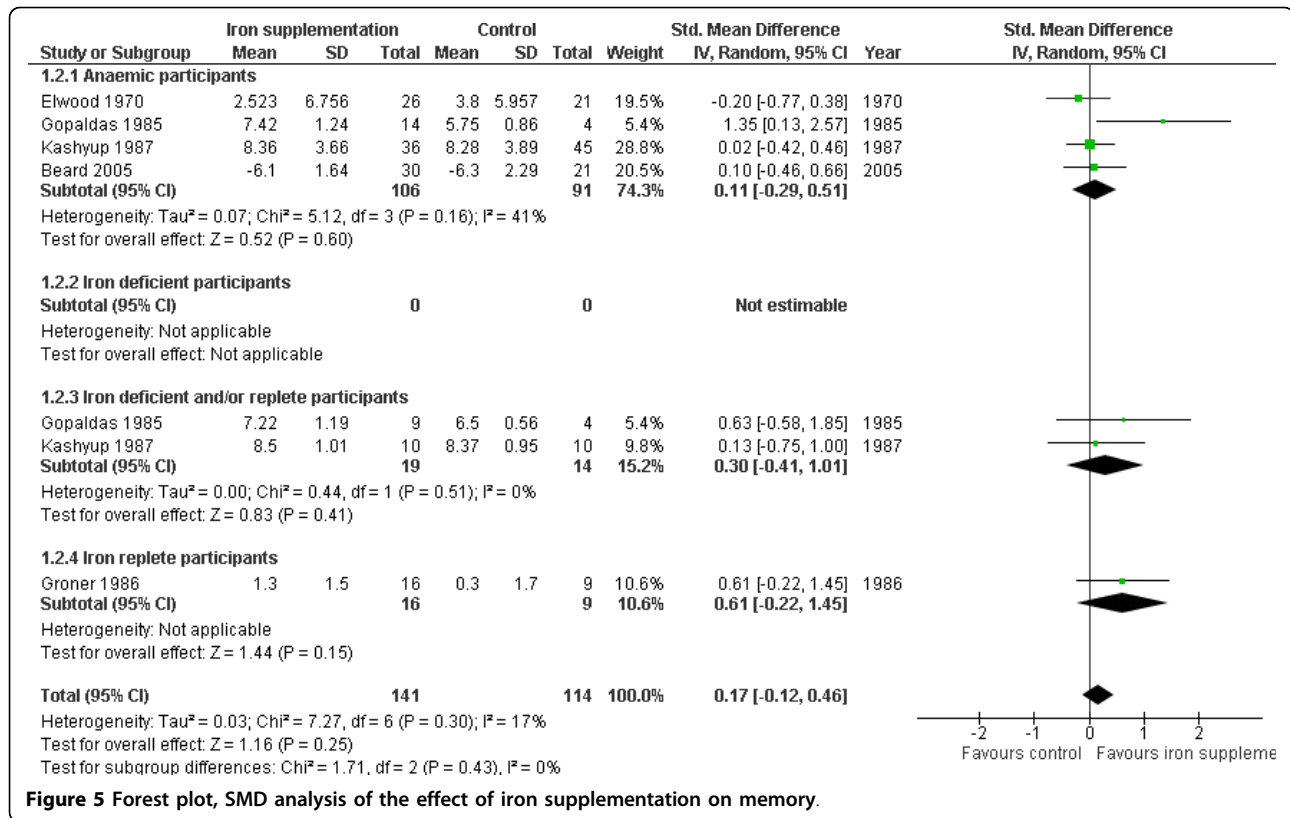 Iron supplementation Control Std. Mean Difference Std. Mean Difference
Study or Subgroup Mean SD Total Mean SD Total Weight IV, Random, 95% CI Year IV, Random, 95% CI
1.2.1 Anaemic participants
Elwood 1970 2.523 6.756 26 3.8 5.957 21 19.5% -0.20 [-0.77, 0.38] 1970
Gopaldas 1985 7.42 1.24 14 5.75 0.86 4 5.4% 1.35 [0.13, 2.57] 1985
Kashyup 1987 8.36 3.66 36 8.28 3.89 45 28.8% 0.02 [-0.42, 0.46] 1987
Beard 2005 -6.1 1.64 30 -6.3 2.29 21 20.5% 0.10 [-0.46, 0.66] 2005
Subtotal (95% CI) 106 91 74.3% 0.11 [-0.29, 0.51]
Heterogeneity: Tau² = 0.07; Chi² = 5.12, df = 3 (P = 0.16); I² = 41%
Test for overall effect: Z = 0.52 (P = 0.60)
1.2.2 Iron deficient participants
Subtotal (95% CI) 0 0 Not estimable
Heterogeneity: Not applicable
Test for overall effect: Not applicable
1.2.3 Iron deficient and/or replete participants
Gopaldas 1985 7.22 1.19 9 6.5 0.56 4 5.4% 0.63 [-0.58, 1.85] 1985
Kashyup 1987 8.5 1.01 10 8.37 0.95 10 9.8% 0.13 [-0.75, 1.00] 1987
Subtotal (95% CI) 19 14 15.2% 0.30 [-0.41, 1.01]
Heterogeneity: Tau² = 0.00; Chi² = 0.44, df = 1 (P = 0.51); I² = 0%
Test for overall effect: Z = 0.83 (P = 0.41)
1.2.4 Iron replete participants
Groner 1986 1.3 1.5 16 0.3 1.7 9 10.6% 0.61 [-0.22, 1.45] 1986
Subtotal (95% CI) 16 9 10.6% 0.61 [-0.22, 1.45]
Heterogeneity: Not applicable
Test for overall effect: Z = 1.44 (P = 0.15)
Total (95% CI) 141 114 100.0% 0.17 [-0.12, 0.46]
Heterogeneity: Tau² = 0.03; Chi² = 7.27, df = 6 (P = 0.30); I² = 17%
Test for overall effect: Z = 1.16 (P = 0.25)
Test for subgroup differences: Chi² = 1.71, df = 2 (P = 0.43), I² = 0%
-2 -1 0 1 2
Favours control Favours iron suppleme
Figure 5 Forest plot, SMD analysis of the effect of iron supplementation on memory.